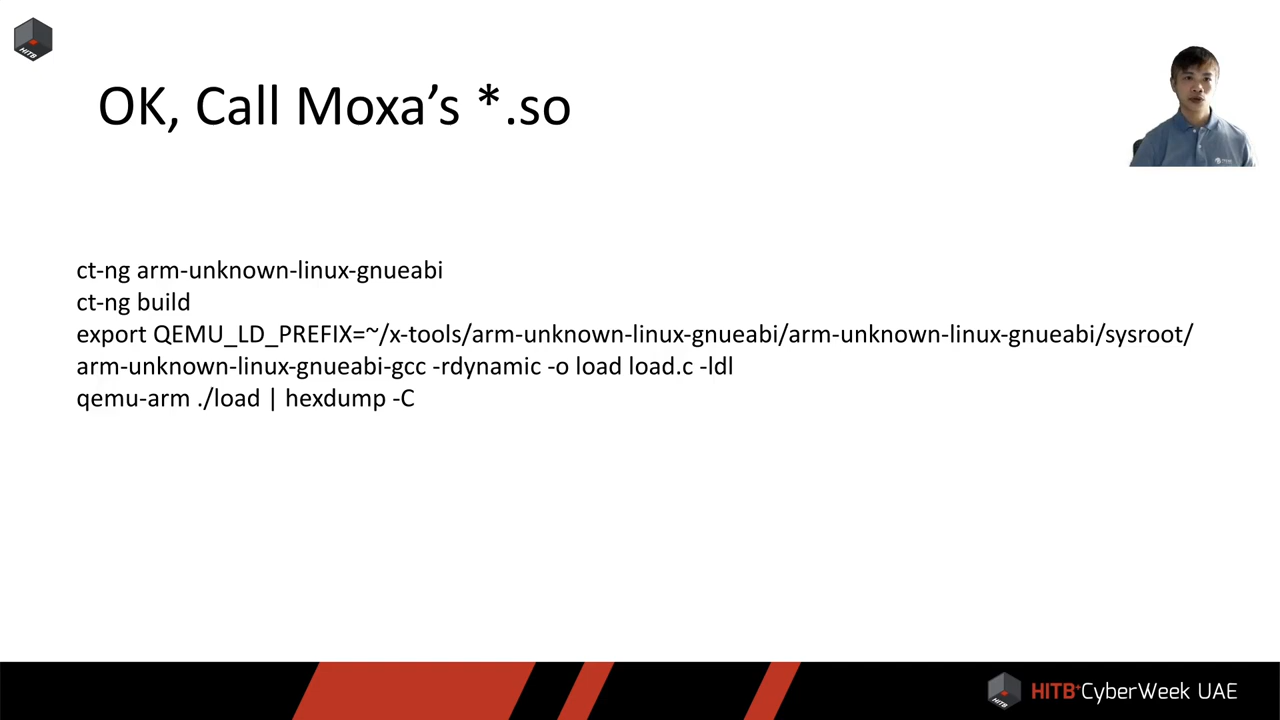 HITB
OK, Call Moxa’s *.so
ct-ng arm-unknown-linux-gnueabi
ct-ng build
export QEMU_LD_PREFIX=~/x-tools/arm-unknown-linux-gnueabi/arm-unknown-linux-gnueabi/sysroot/
arm-unknown-linux-gnueabi-gcc -rdynamic -o load load.c -ldl
qemu-arm ./load | hexdump -C
HITB
HITB+CyberWeek UAE